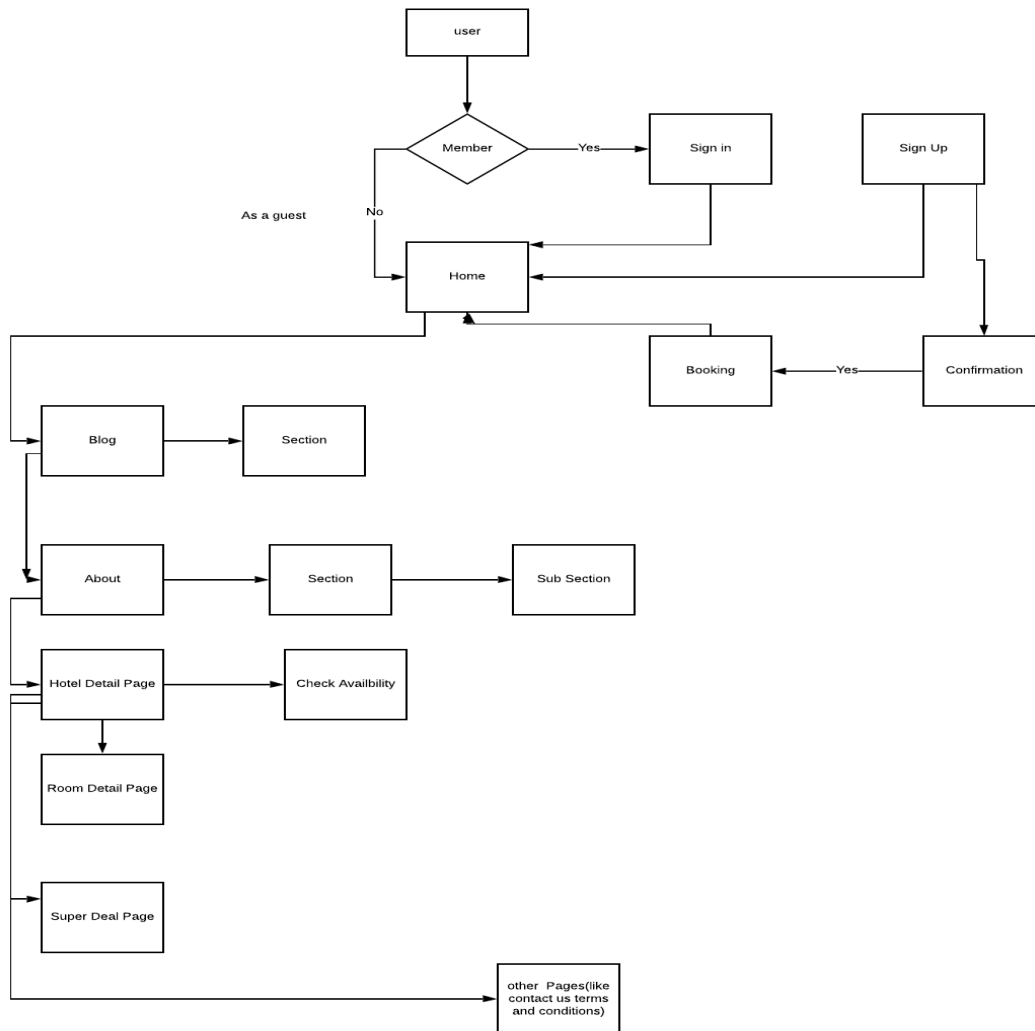 user
Member
Yes
Sign in
Sign Up
As a guest
No
Home
Booking
Yes
Confirmation
Blog
Section
About
Section
Sub Section
Hotel Detail Page
Check Availbility
Room Detail Page
Super Deal Page
other Pages(like
contact us terms
and conditions)